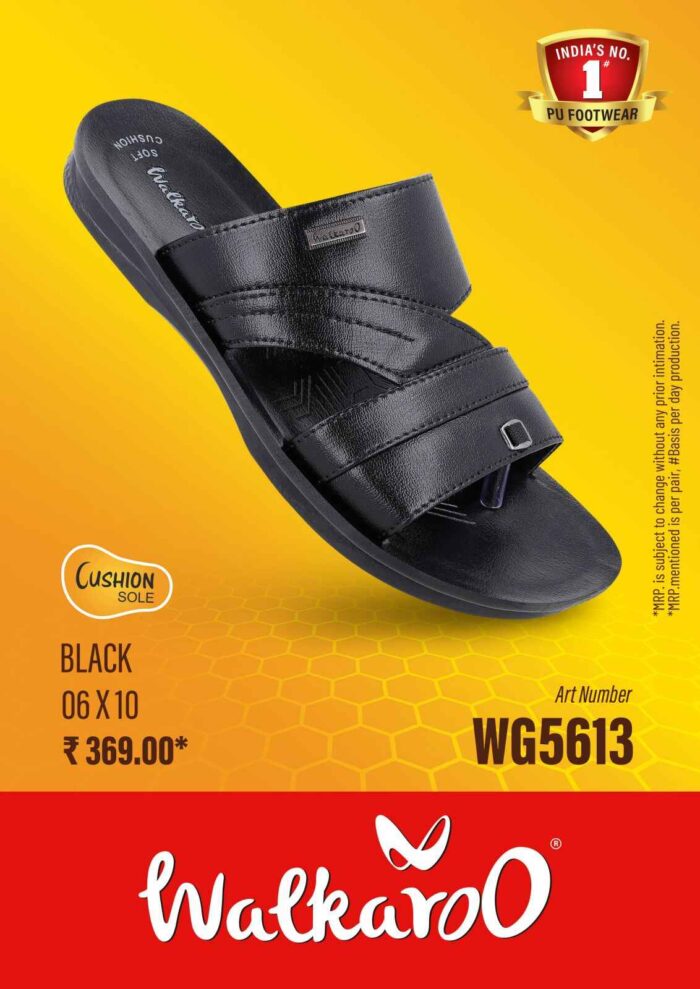 INDIA'S NO.
1#
PU FOOTWEAR
SOFT
CUSHION
Walkaroo
WalkaroO
*MRP. is subject to change without any prior intimation.
*MRP.mentioned is per pair, #Basis per day production.
CUSHION
SOLE
BLACK
06 X 10
₹ 369.00*
Art Number
WG5613
WalkaroO®